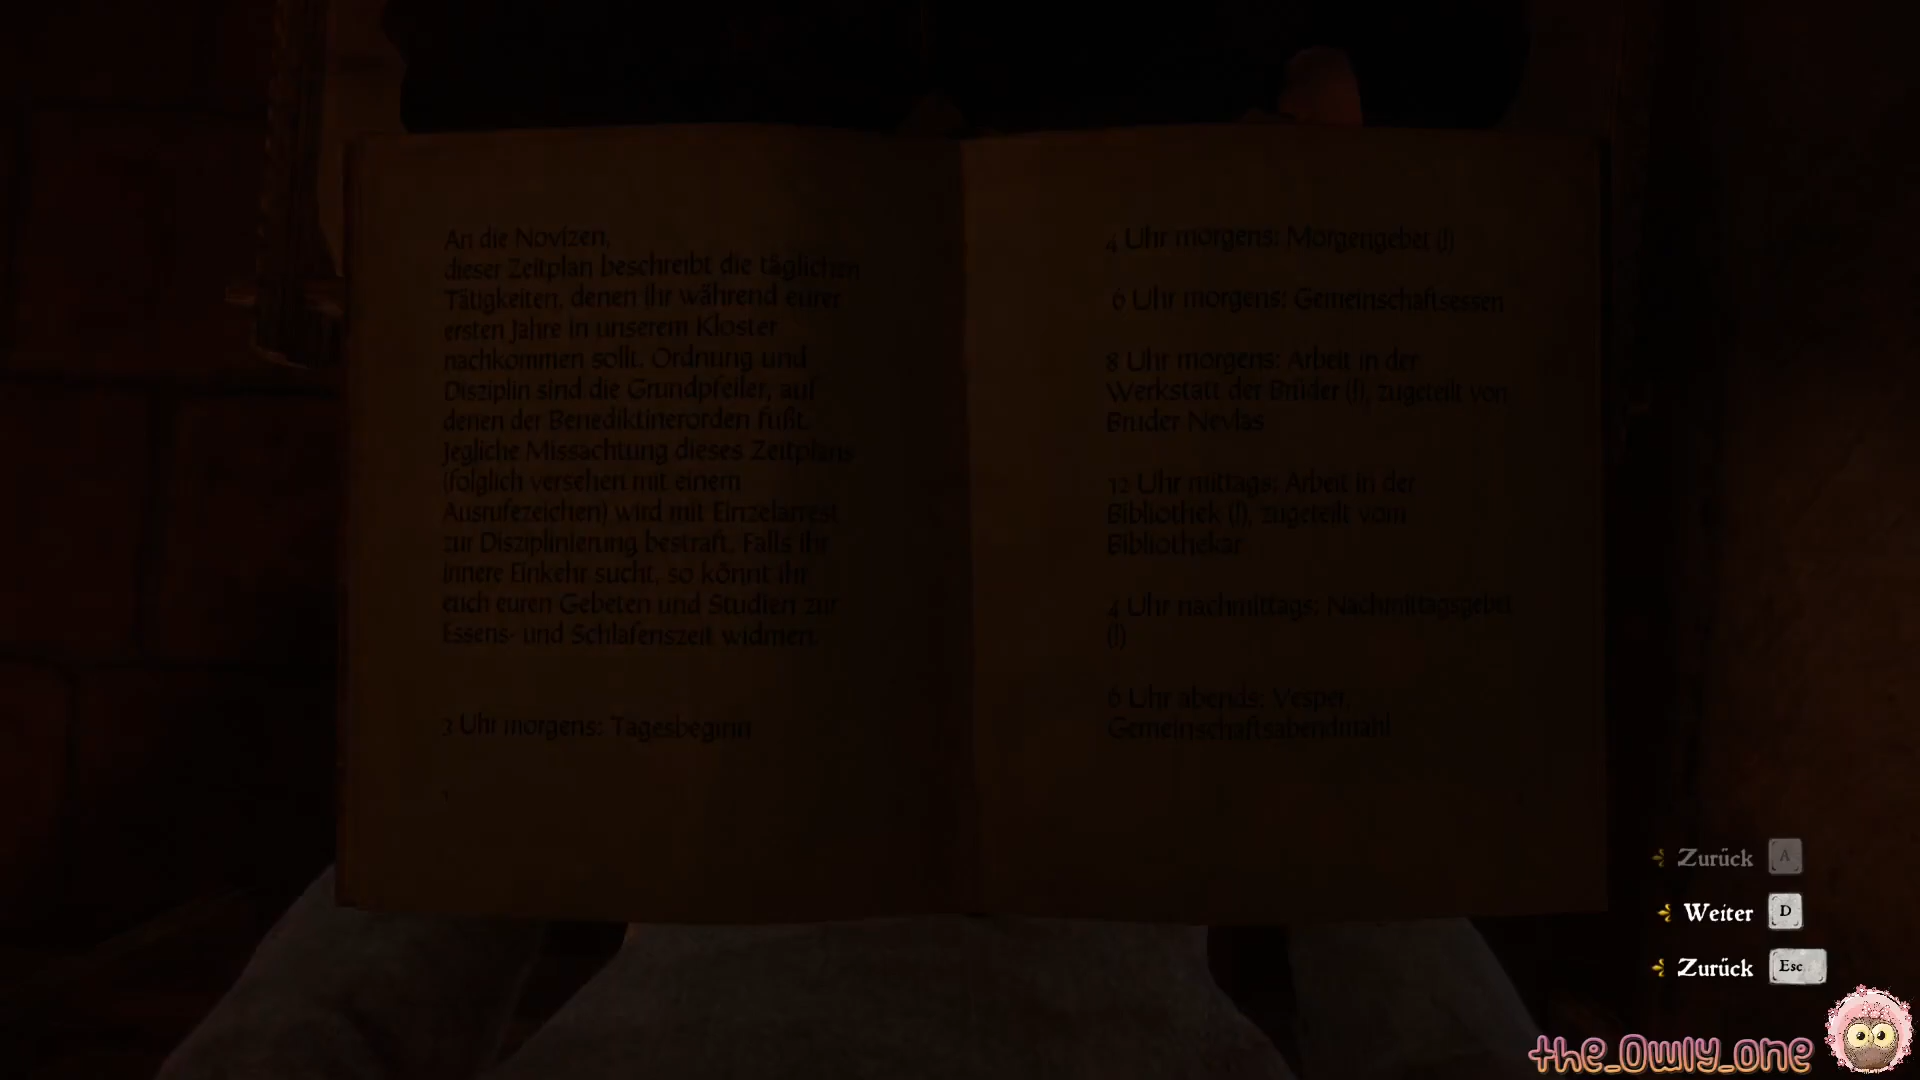 An die Novizen,
dieser Zeitplan beschreibt die täglichen
Tätigkeiten, denen ihr während eurer
ersten Jahre in unserem Kloster
nachkommen sollt. Ordnung und
Disziplin sind die Grundpfeiler, auf
denen der Benediktinerorden fußt.
Jegliche Missachtung dieses Zeitplans
(folglich versehen mit einem
Ausrufezeichen) wird mit Einzelarrest
zur Disziplinierung bestraft. Falls ihr
innere Einkehr sucht, so könnt ihr
euch euren Gebeten und Studien zur
Essens- und Schlafenszeit widmen.
2 Uhr morgens: Tagesbeginn
4 Uhr morgens: Morgengebet (!)
6 Uhr morgens: Gemeinschaftsessen
8 Uhr morgens: Arbeit in der
Werkstatt der Brüder (!), zugeteilt von
Bruder Nevlas
12 Uhr mittags: Arbeit in der
Bibliothek (!), zugeteilt vom
Bibliothekar
4 Uhr nachmittags: Nachmittagsgebet
(!)
6 Uhr abends: Vesper,
Gemeinschaftsabendmahl
Zurück A
Weiter D
Zurück Esc
the_Owly_one